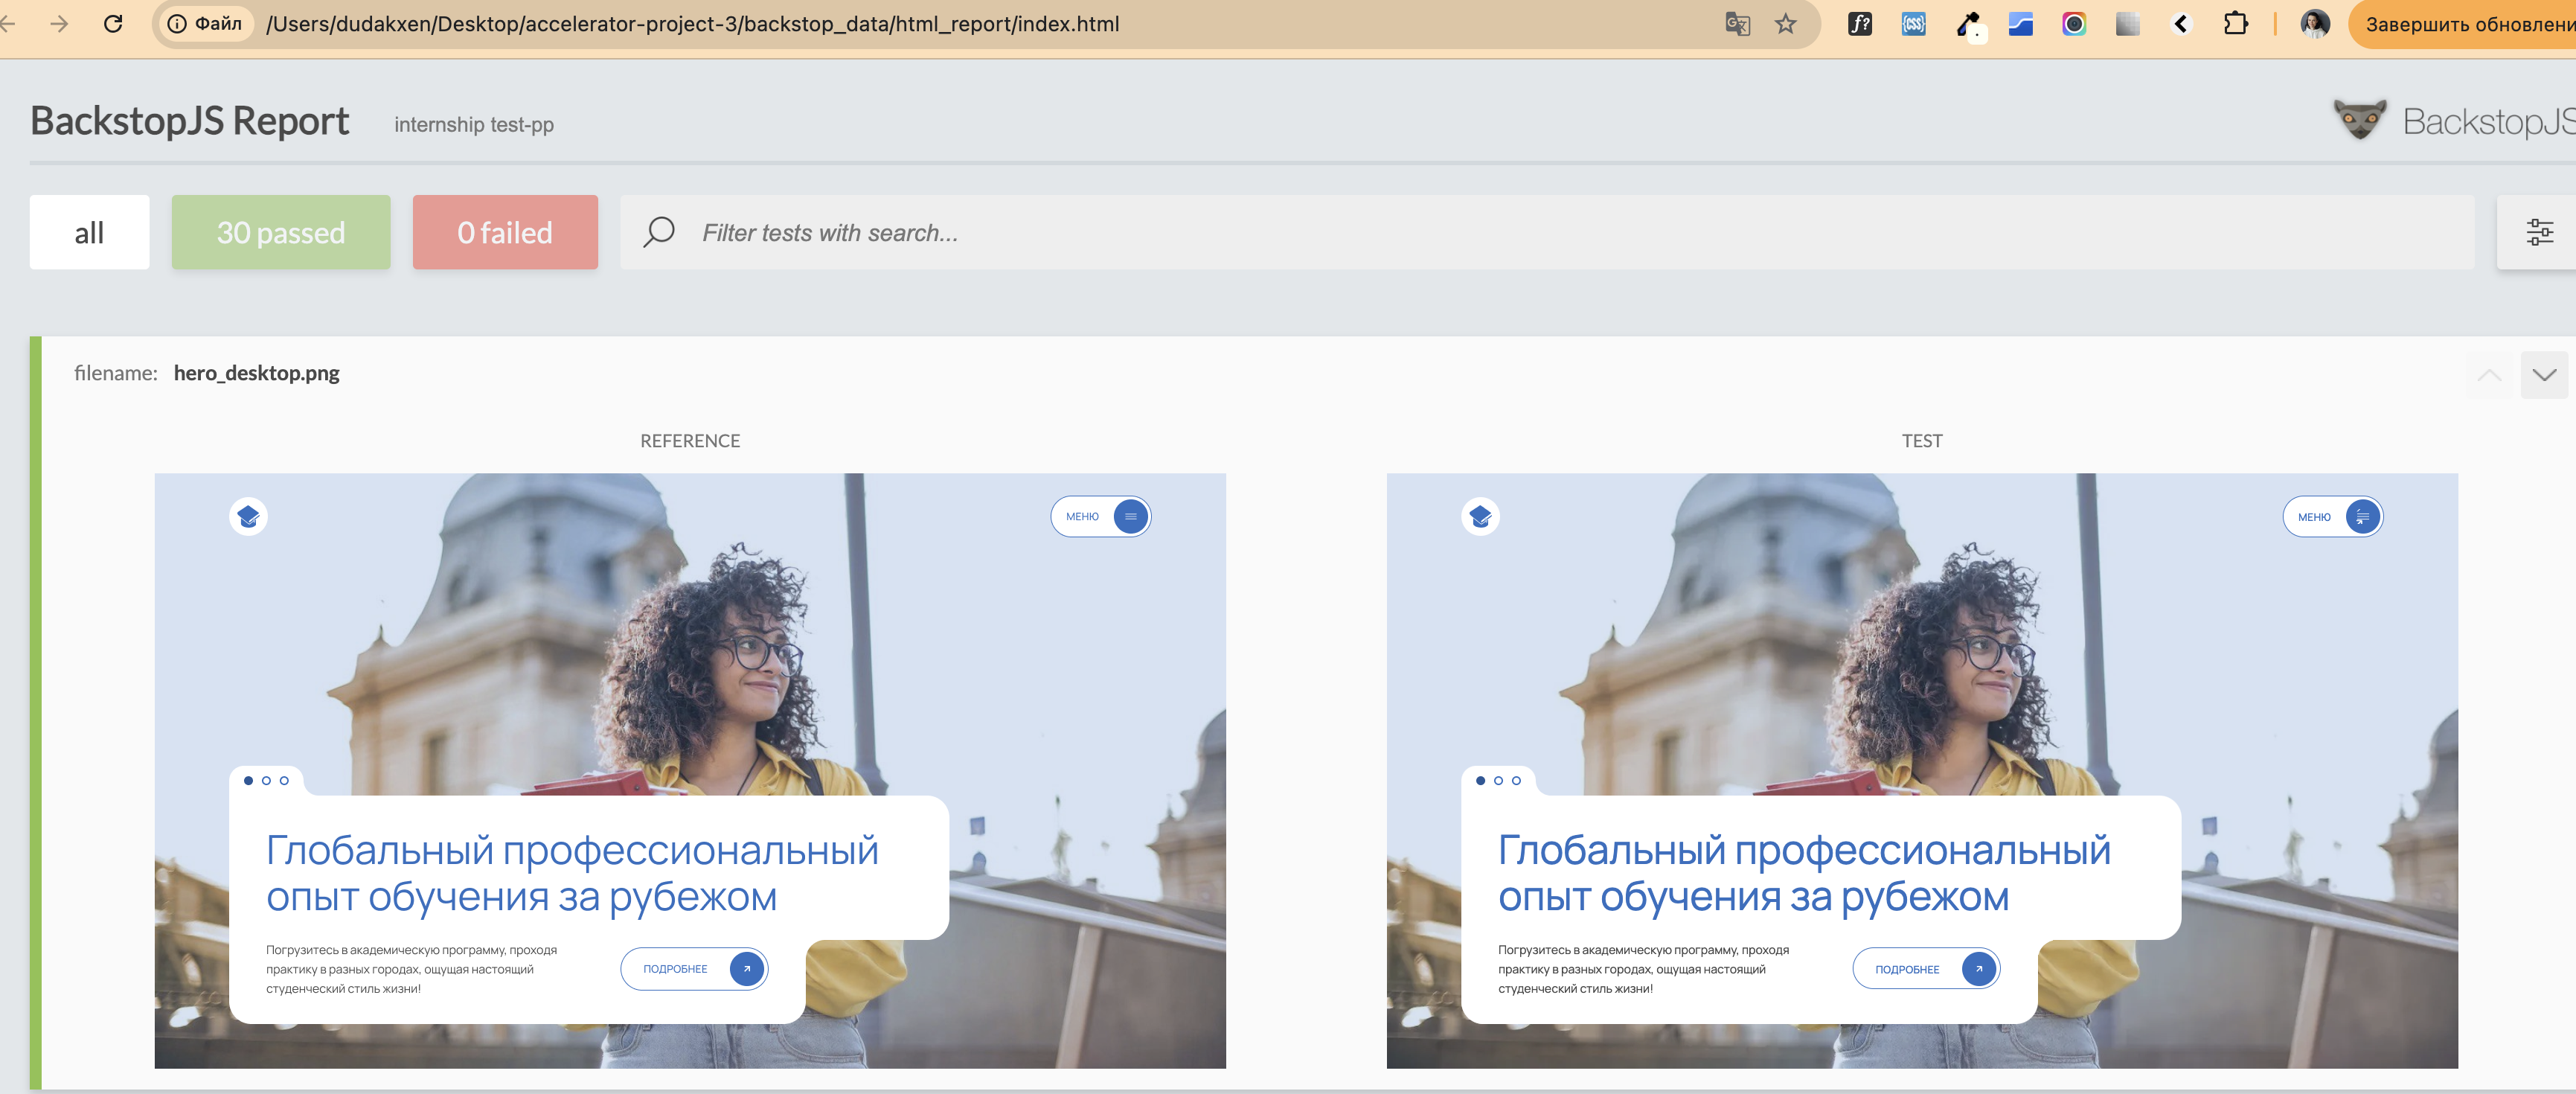 Файл
/Users/dudakxen/Desktop/accelerator-project-3/backstop_data/html_report/index.html
f?
{CSS}
Завершить обновлени
BackstopJS Report
internship test-pp
BackstopJS
all
30 passed
0 failed
Filter tests with search...
filename: hero_desktop.png
REFERENCE
TEST
МЕНЮ
Глобальный профессиональный
опыт обучения за рубежом
Погрузитесь в академическую программу, проходя
практику в разных городах, ощущая настоящий
студенческий стиль жизни!
ПОДРОБНЕЕ
МЕНЮ
Глобальный профессиональный
опыт обучения за рубежом
Погрузитесь в академическую программу, проходя
практику в разных городах, ощущая настоящий
студенческий стиль жизни!
ПОДРОБНЕЕ